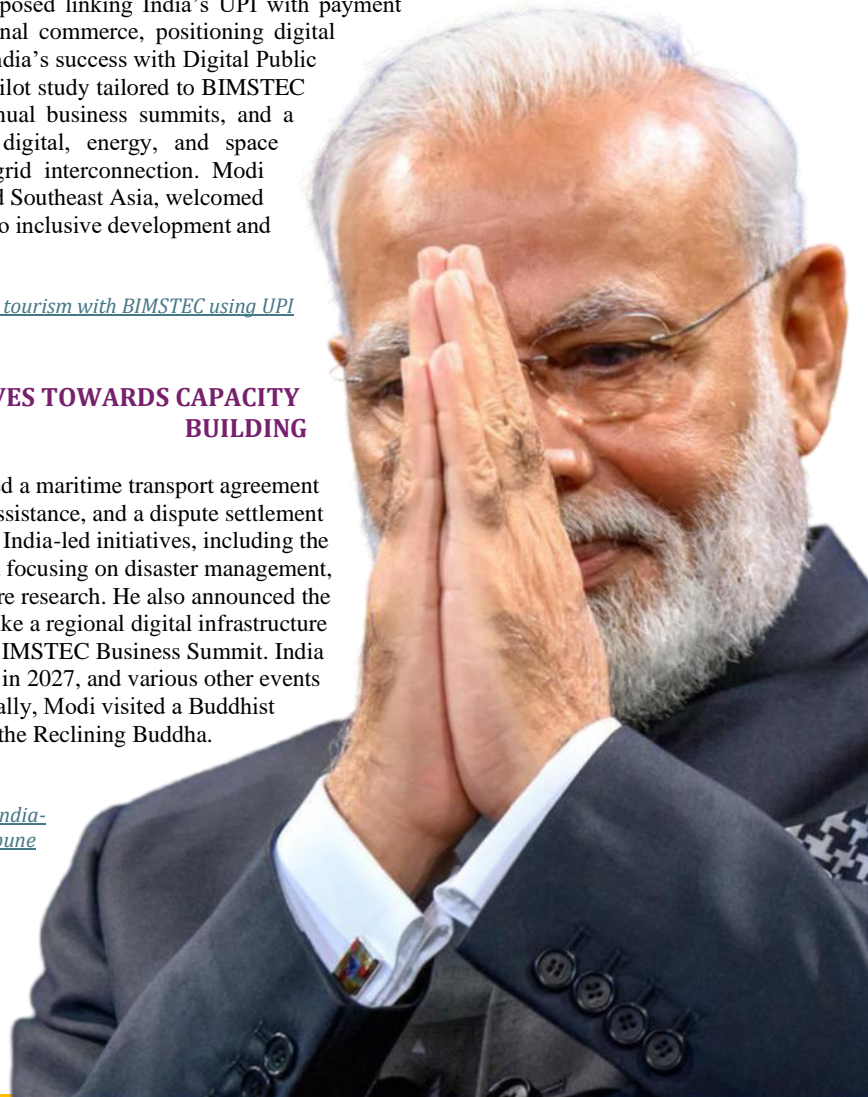 posed linking India's UPI with payment
nal commerce, positioning digital
ndia's success with Digital Public
ilot study tailored to BIMSTEC
nual business summits, and a
digital, energy, and space
grid interconnection. Modi
d Southeast Asia, welcomed
o inclusive development and
tourism with BIMSTEC using UPI
VES TOWARDS CAPACITY
BUILDING
ed a maritime transport agreement
ssistance, and a dispute settlement
India-led initiatives, including the
focusing on disaster management,
re research. He also announced the
ke a regional digital infrastructure
IMSTEC Business Summit. India
in 2027, and various other events
ally, Modi visited a Buddhist
the Reclining Buddha.
ndia-
bune